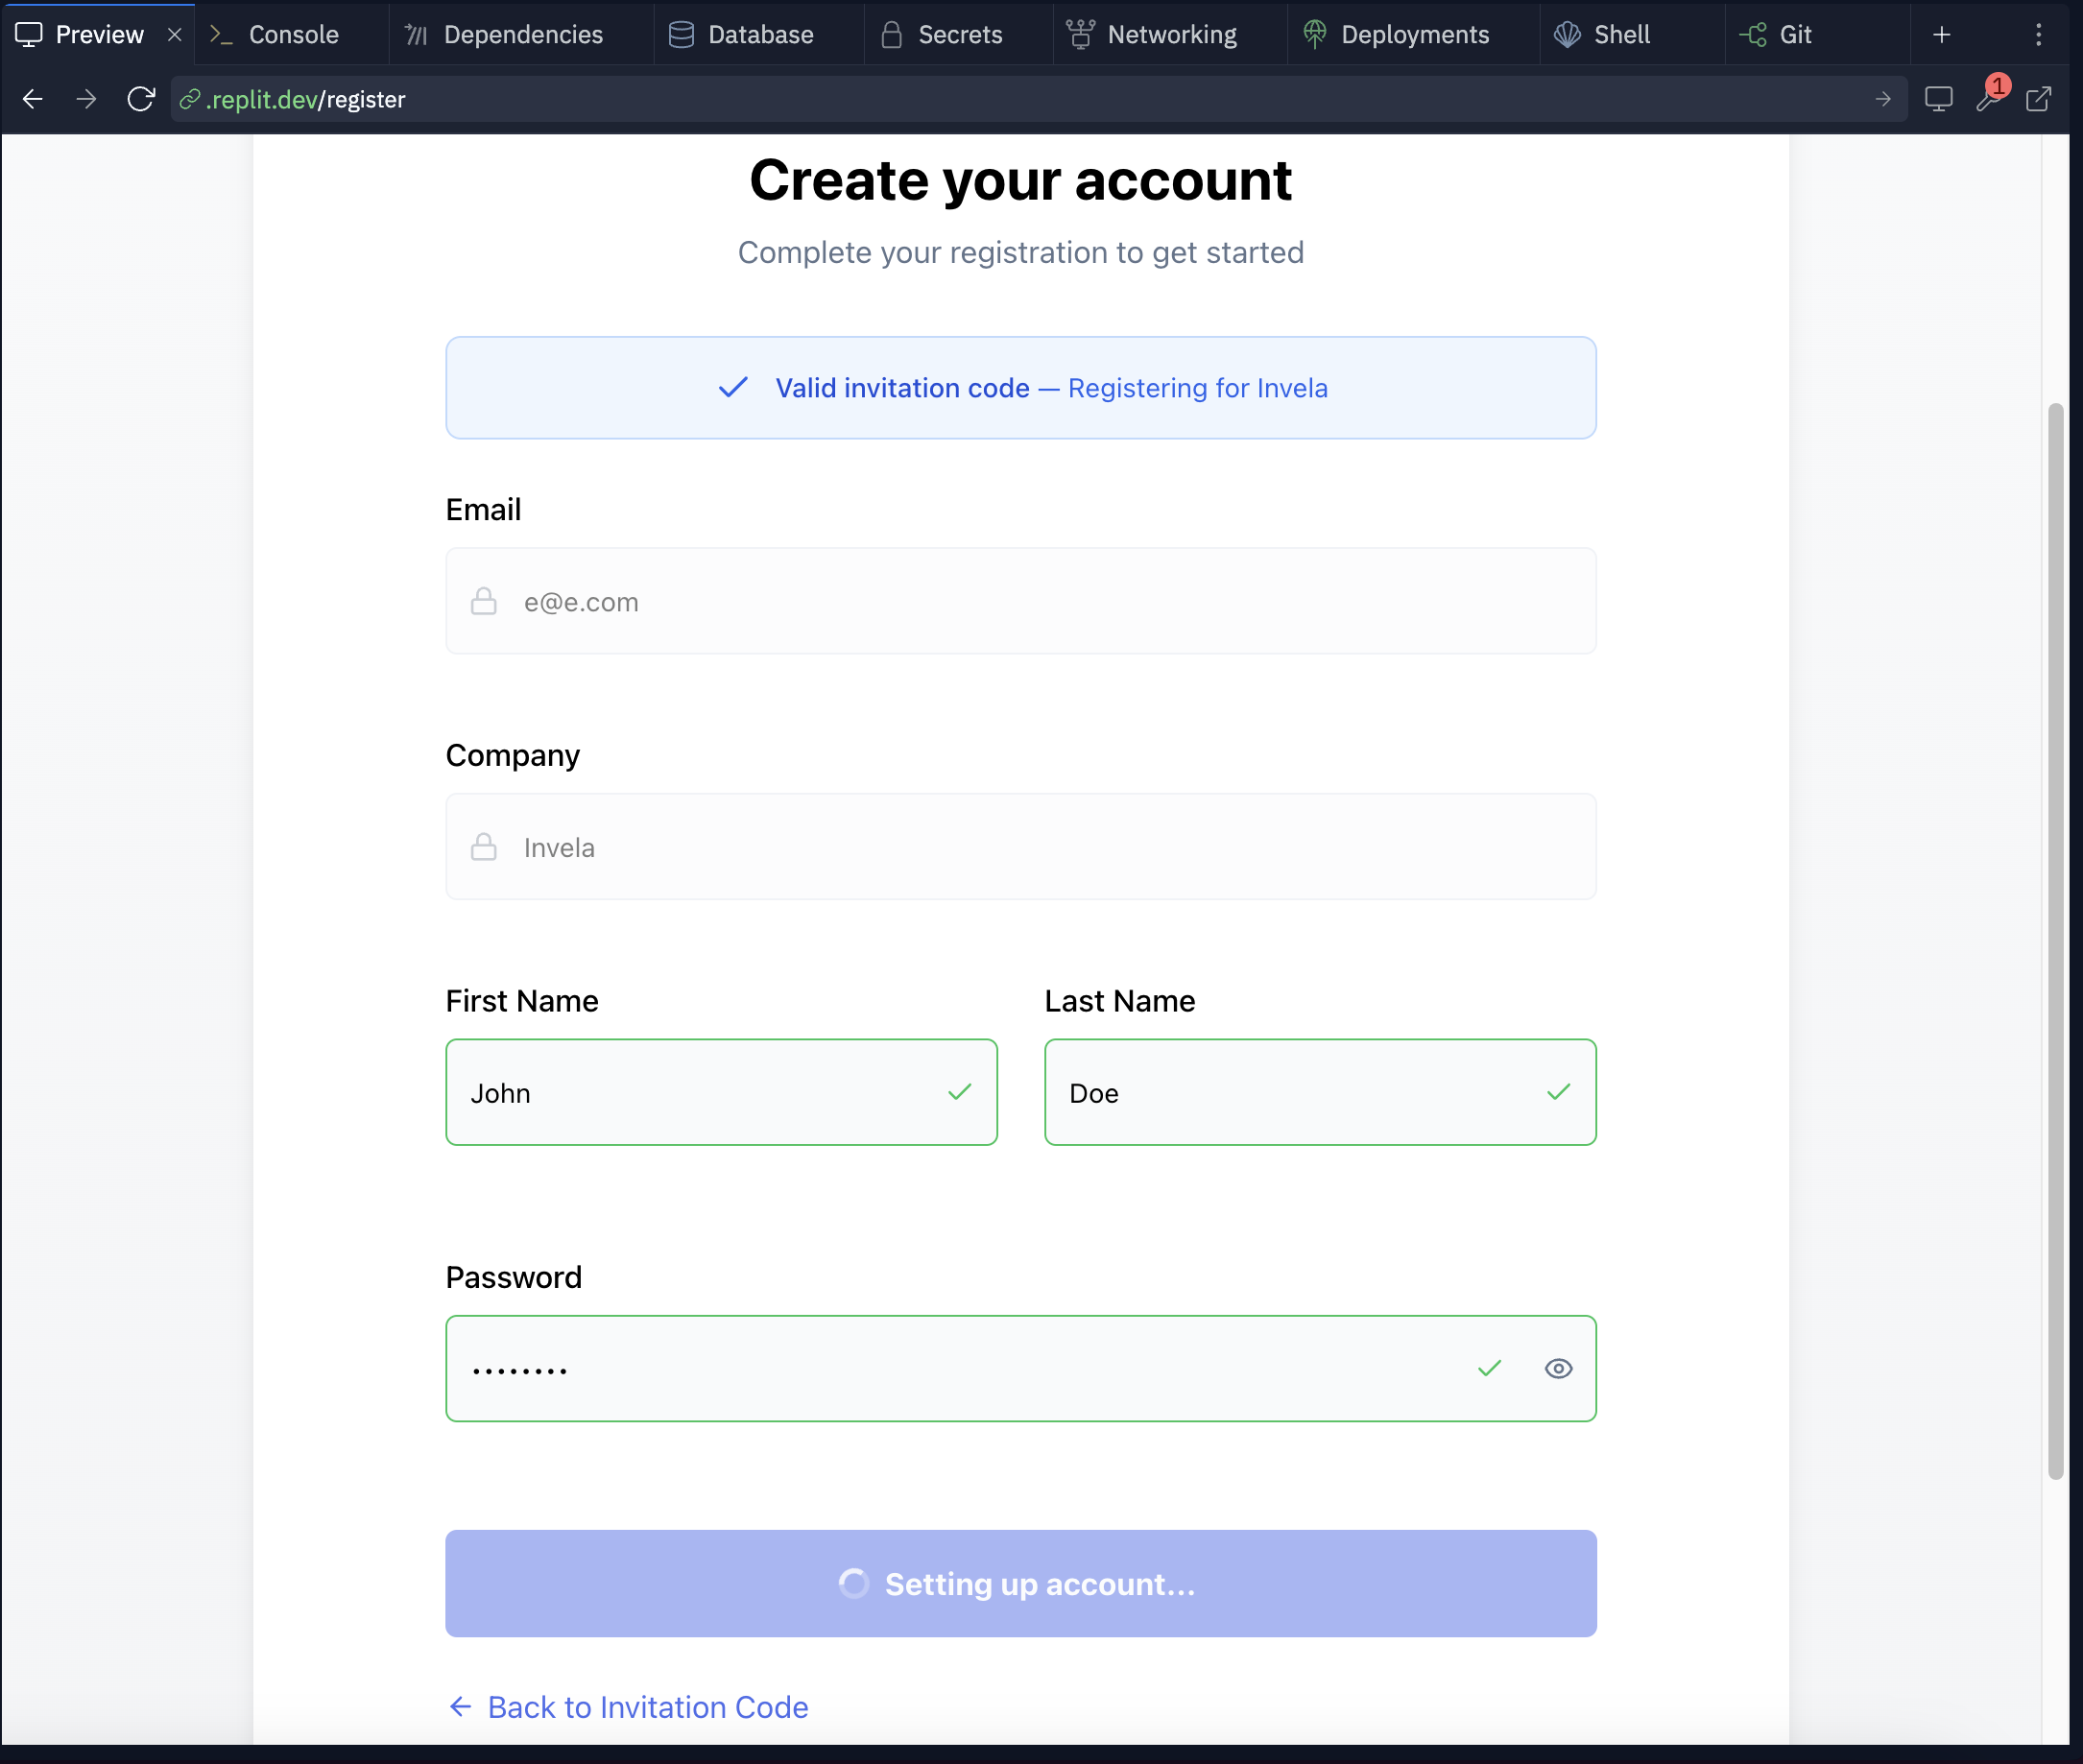 Preview Console Dependencies Database Secrets Networking Deployments Shell Git
.replit.dev/register 1
Create your account
Complete your registration to get started
Valid invitation code — Registering for Invela
Email
e@e.com
Company
Invela
First Name Last Name
John Doe
Password
••••••••
Setting up account...
← Back to Invitation Code